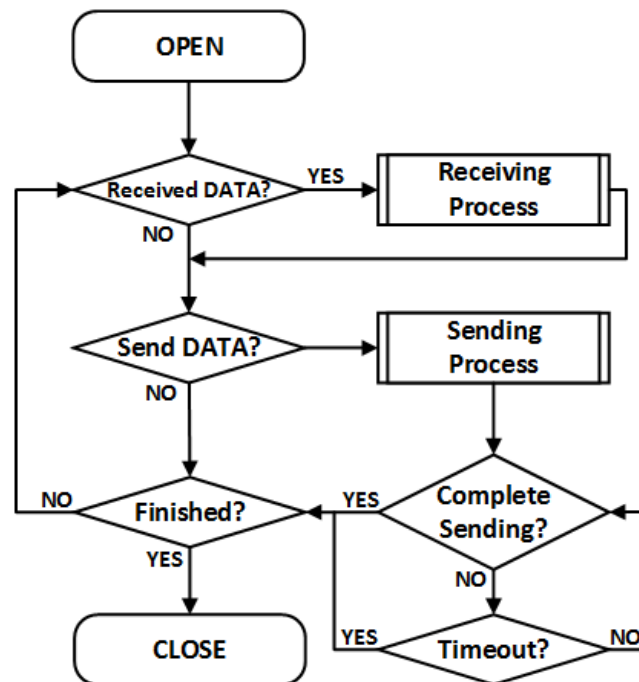 OPEN
Received DATA?
YES
Receiving
Process
NO
Send DATA?
Sending
Process
NO
NO
Finished?
YES
Complete
Sending?
YES
NO
CLOSE
YES
Timeout?
NO